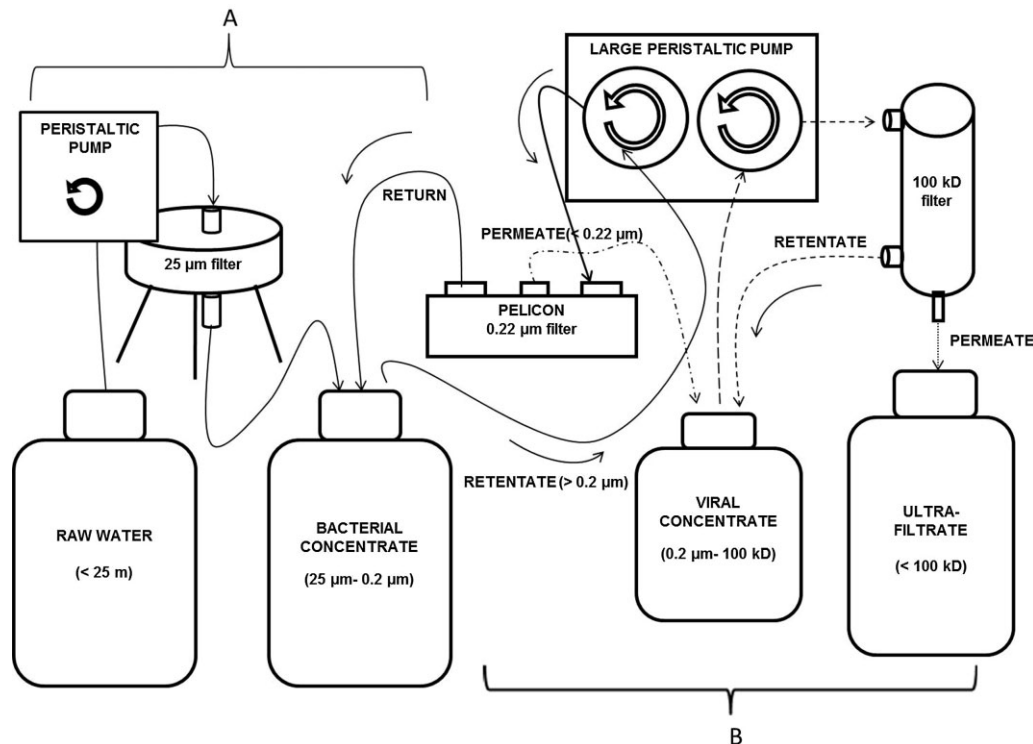 A
LARGE PERISTALTIC PUMP
PERISTALTIC
PUMP
100 kD
filter
RETURN
PERMEATE(< 0.22 µm)
RETENTATE
25 µm filter
PELICON
0.22 µm filter
PERMEATE
RETENTATE (> 0.2 µm)
RAW WATER
(< 25 m)
BACTERIAL
CONCENTRATE
(25 µm- 0.2 µm)
VIRAL
CONCENTRATE
(0.2 µm- 100 kD)
ULTRA-
FILTRATE
(< 100 kD)
B